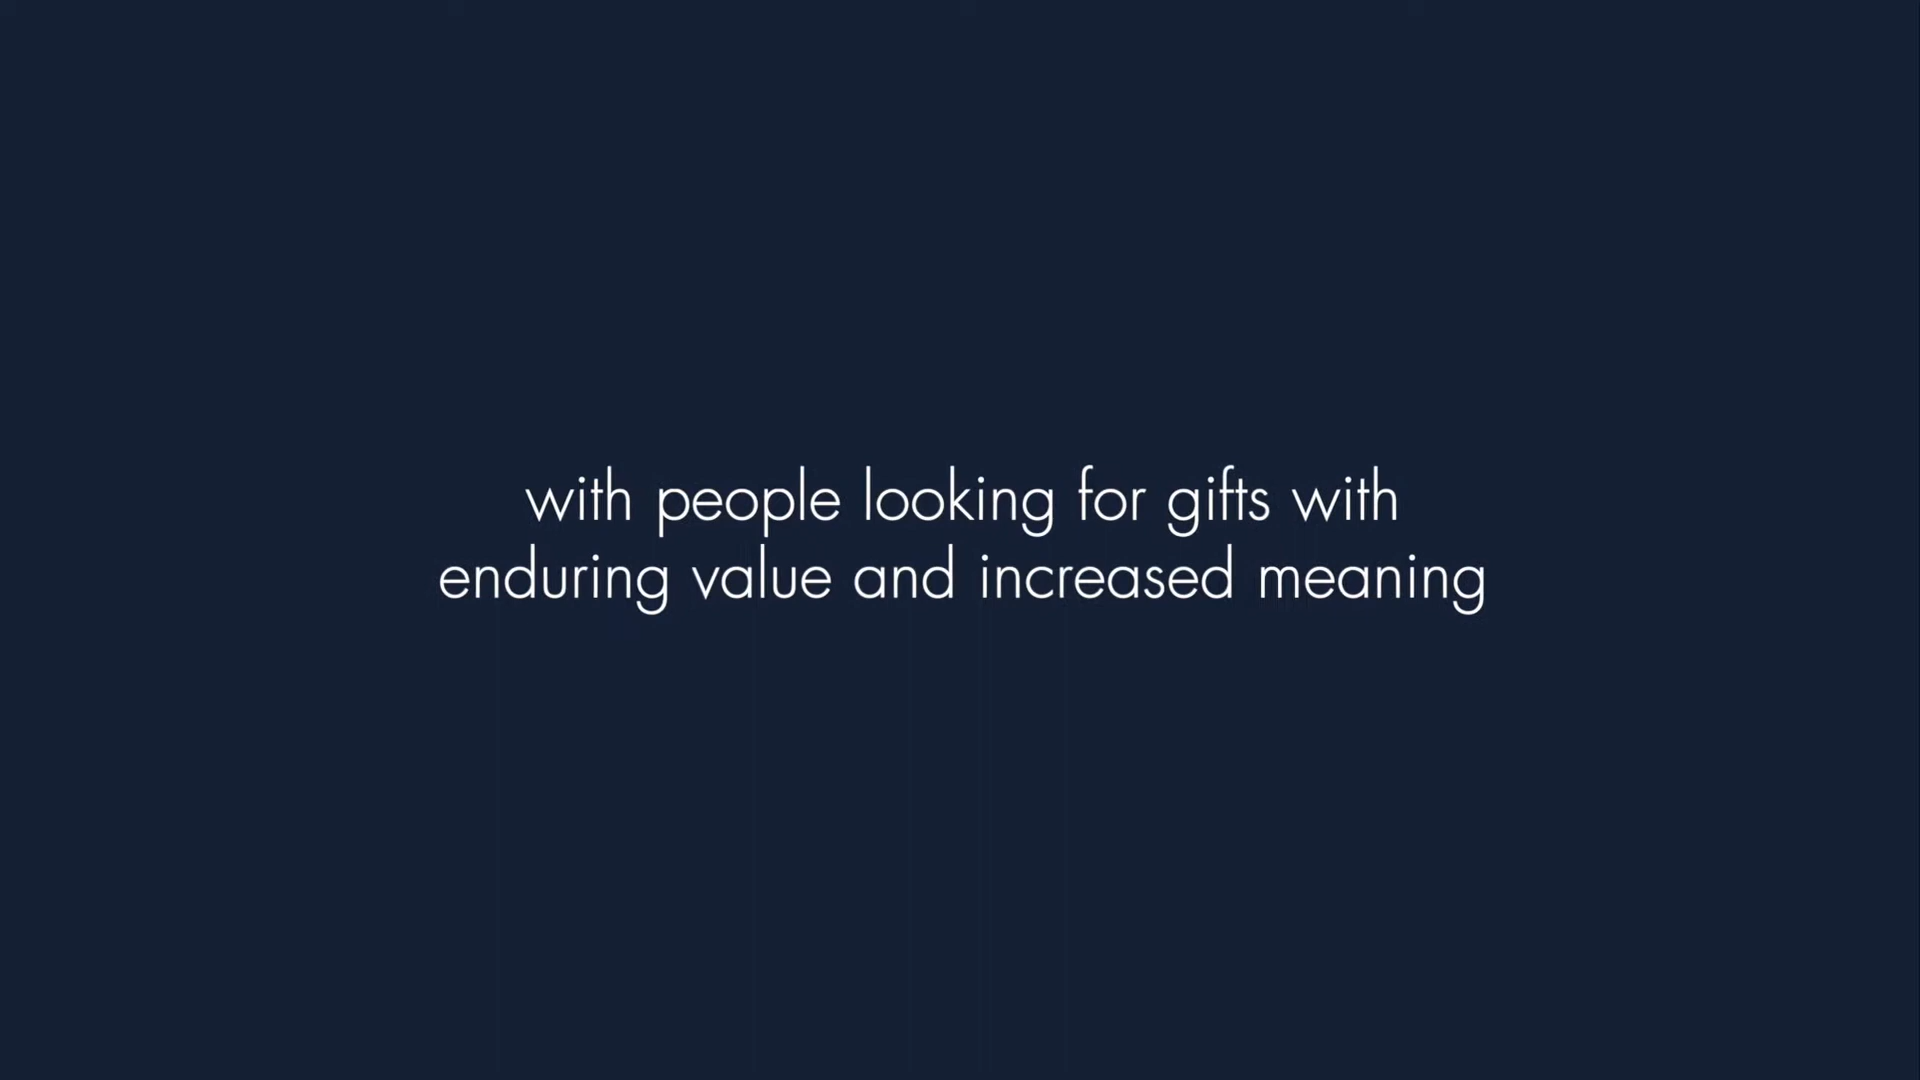 with people looking for gifts with
enduring value and increased meaning